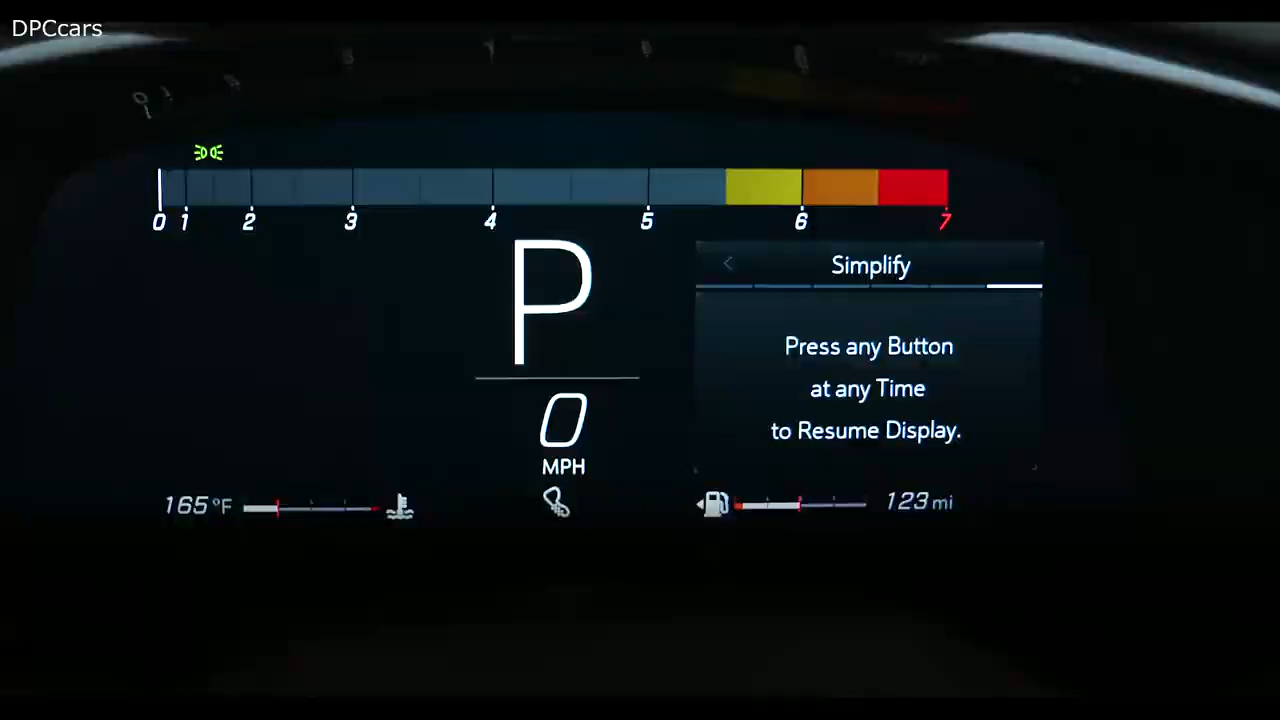 DPCcars
0 1 2 3 4 5 6 7
P
Simplify
Press any Button
at any Time
to Resume Display.
0
MPH
165 °F
123 mi